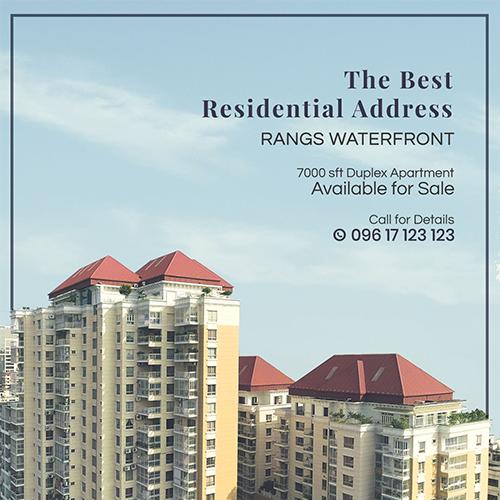 The Best
Residential Address
RANGS WATERFRONT
7000 sft Duplex Apartment
Available for Sale
Call for Details
096 17 123 123